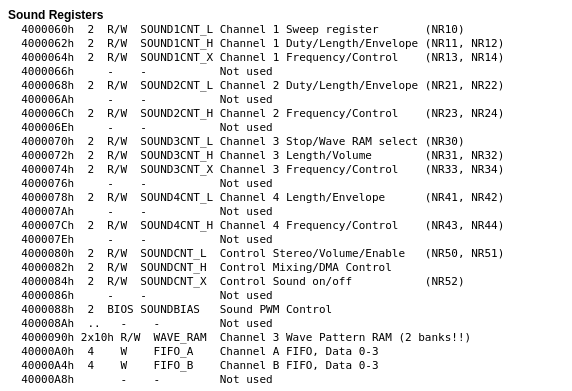 Sound Registers
4000060h  2  R/W  SOUND1CNT_L Channel 1 Sweep register       (NR10)
4000062h  2  R/W  SOUND1CNT_H Channel 1 Duty/Length/Envelope (NR11, NR12)
4000064h  2  R/W  SOUND1CNT_X Channel 1 Frequency/Control    (NR13, NR14)
4000066h     -    -           Not used
4000068h  2  R/W  SOUND2CNT_L Channel 2 Duty/Length/Envelope (NR21, NR22)
400006Ah     -    -           Not used
400006Ch  2  R/W  SOUND2CNT_H Channel 2 Frequency/Control    (NR23, NR24)
400006Eh     -    -           Not used
4000070h  2  R/W  SOUND3CNT_L Channel 3 Stop/Wave RAM select (NR30)
4000072h  2  R/W  SOUND3CNT_H Channel 3 Length/Volume        (NR31, NR32)
4000074h  2  R/W  SOUND3CNT_X Channel 3 Frequency/Control    (NR33, NR34)
4000076h     -    -           Not used
4000078h  2  R/W  SOUND4CNT_L Channel 4 Length/Envelope      (NR41, NR42)
400007Ah     -    -           Not used
400007Ch  2  R/W  SOUND4CNT_H Channel 4 Frequency/Control    (NR43, NR44)
400007Eh     -    -           Not used
4000080h  2  R/W  SOUNDCNT_L  Control Stereo/Volume/Enable   (NR50, NR51)
4000082h  2  R/W  SOUNDCNT_H  Control Mixing/DMA Control
4000084h  2  R/W  SOUNDCNT_X  Control Sound on/off           (NR52)
4000086h     -    -           Not used
4000088h  2  BIOS SOUNDBIAS   Sound PWM Control
400008Ah  ..   -    -         Not used
4000090h 2x10h R/W  WAVE_RAM  Channel 3 Wave Pattern RAM (2 banks!!)
40000A0h  4    W    FIFO_A    Channel A FIFO, Data 0-3
40000A4h  4    W    FIFO_B    Channel B FIFO, Data 0-3
40000A8h       -    -         Not used